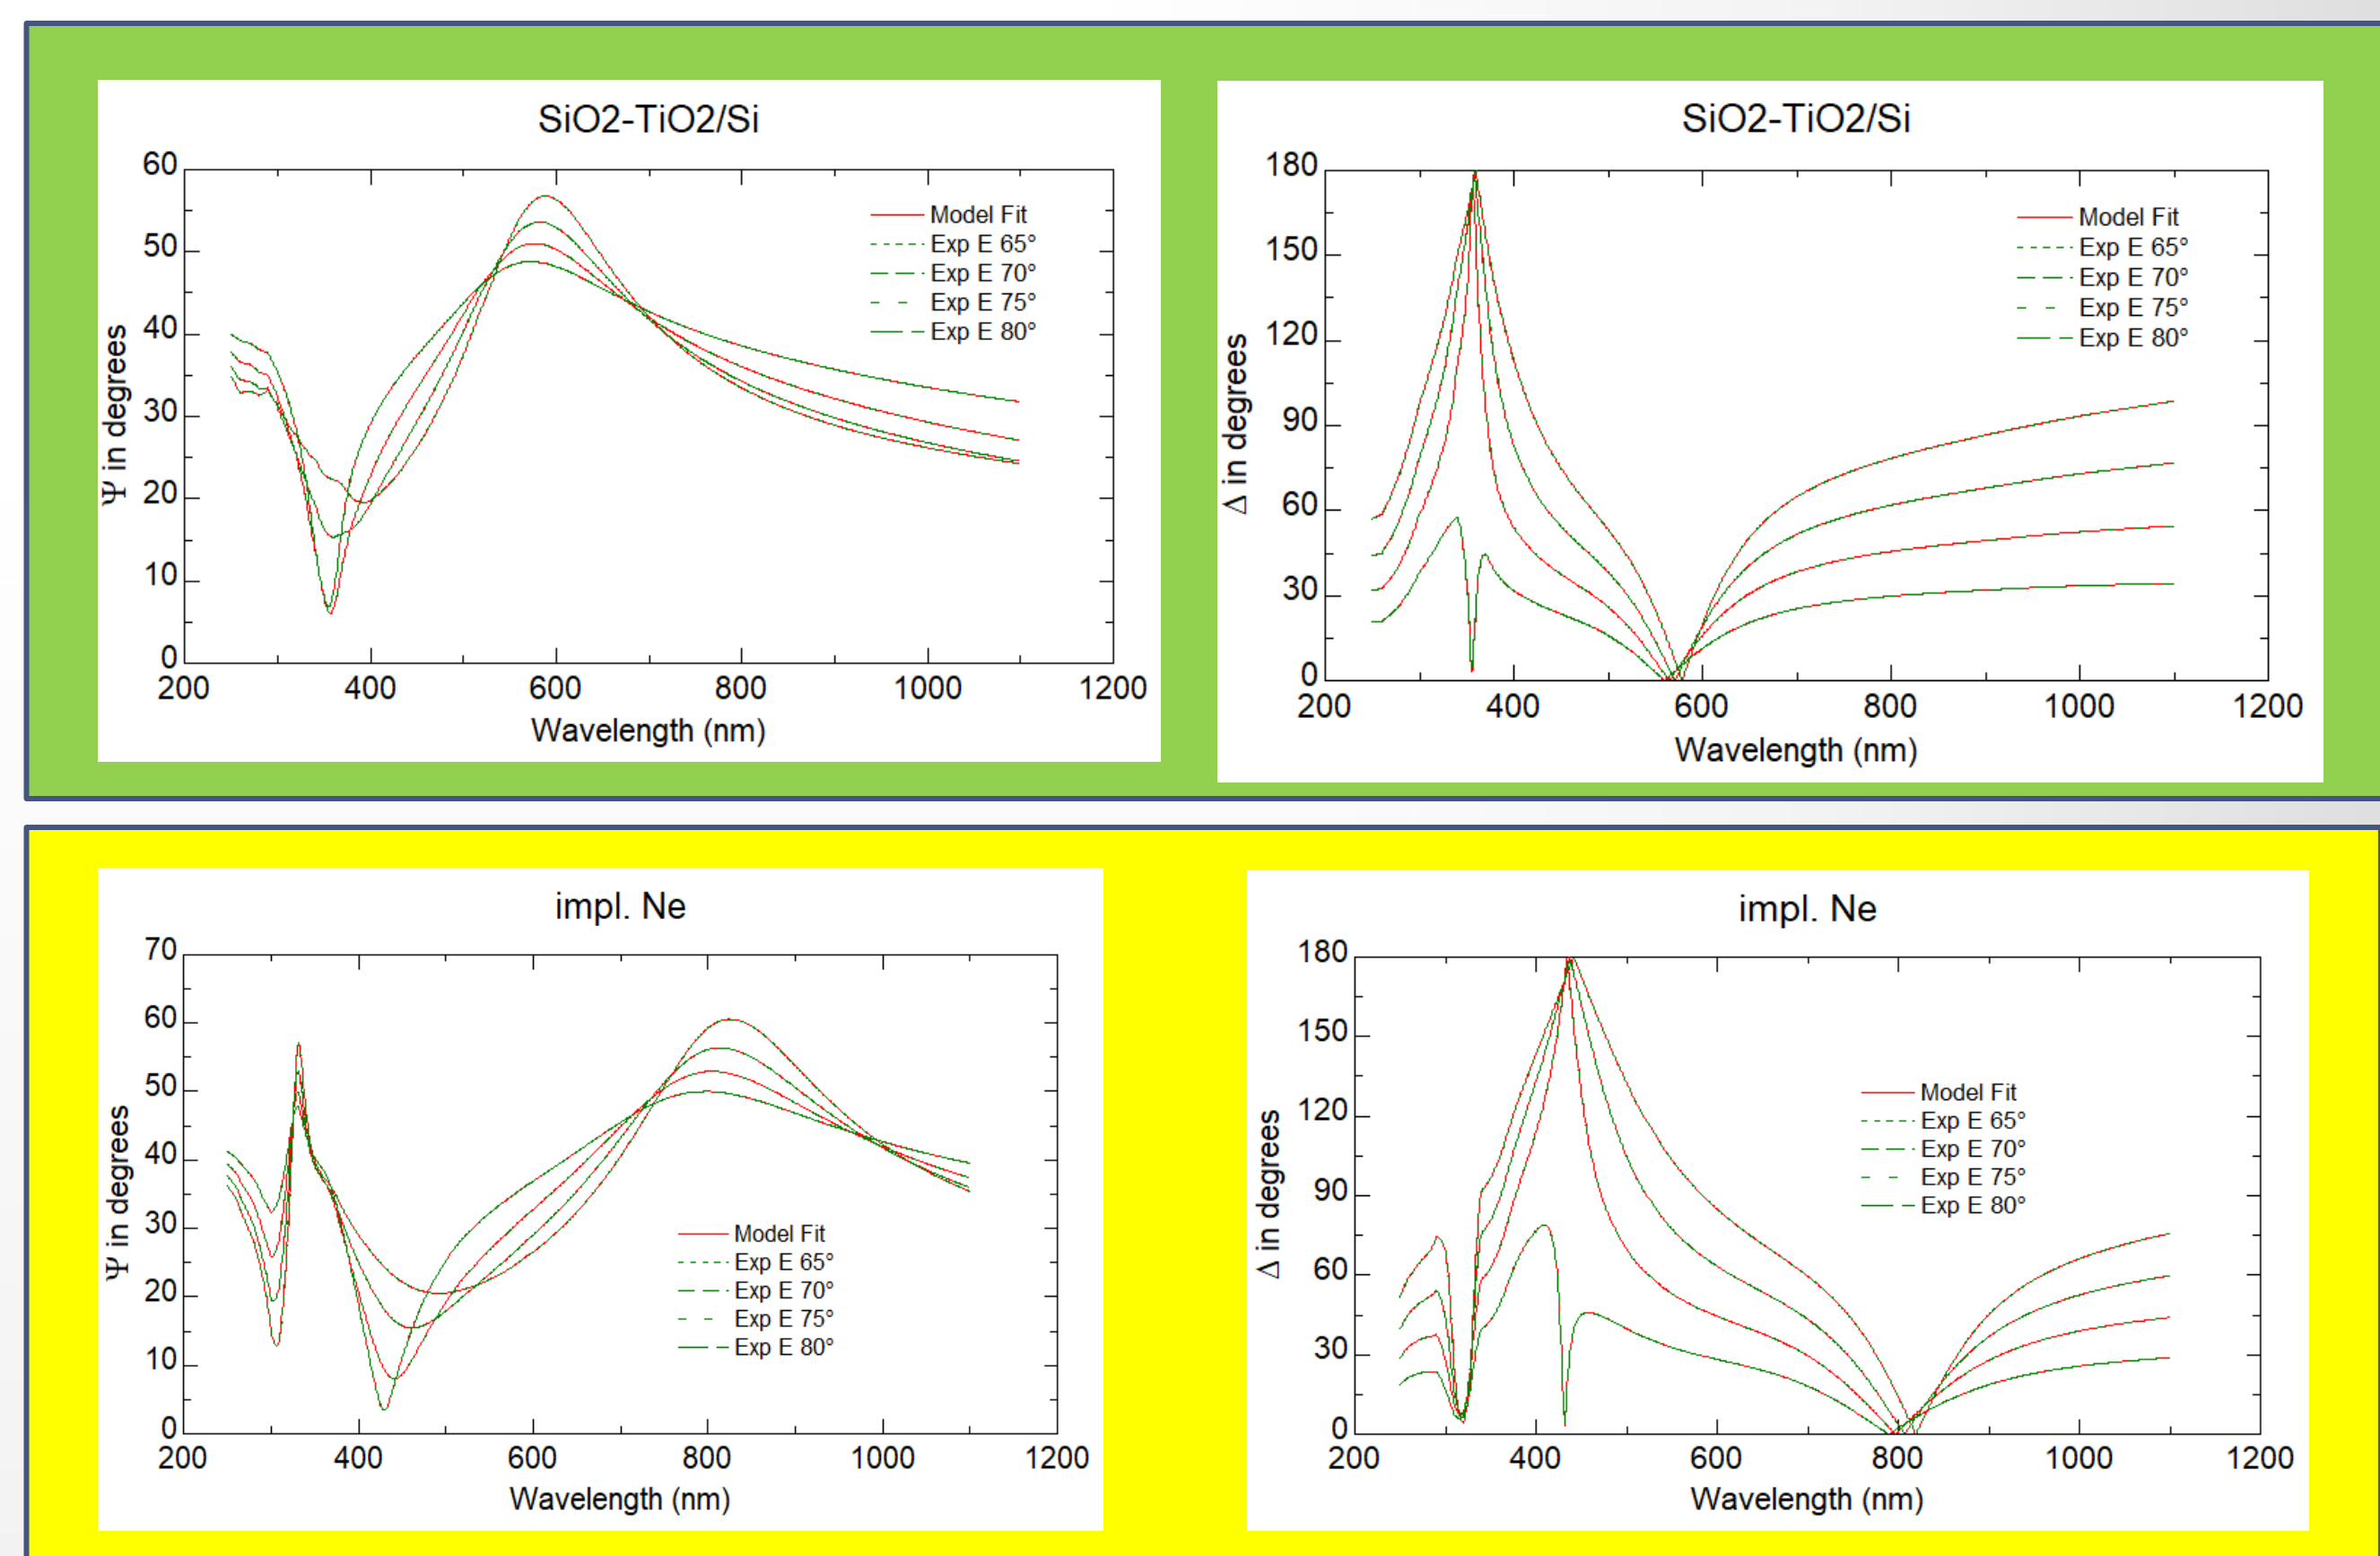 SiO2-TiO2/Si
60
50
40
30
20
10
0
200 400 600 800 1000 1200
Ψ in degrees
Wavelength (nm)
Model Fit
Exp E 65°
Exp E 70°
Exp E 75°
Exp E 80°
SiO2-TiO2/Si
180
150
120
90
60
30
0
200 400 600 800 1000 1200
Δ in degrees
Wavelength (nm)
Model Fit
Exp E 65°
Exp E 70°
Exp E 75°
Exp E 80°
impl. Ne
70
60
50
40
30
20
10
0
200 400 600 800 1000 1200
Ψ in degrees
Wavelength (nm)
Model Fit
Exp E 65°
Exp E 70°
Exp E 75°
Exp E 80°
impl. Ne
180
150
120
90
60
30
0
200 400 600 800 1000 1200
Δ in degrees
Wavelength (nm)
Model Fit
Exp E 65°
Exp E 70°
Exp E 75°
Exp E 80°